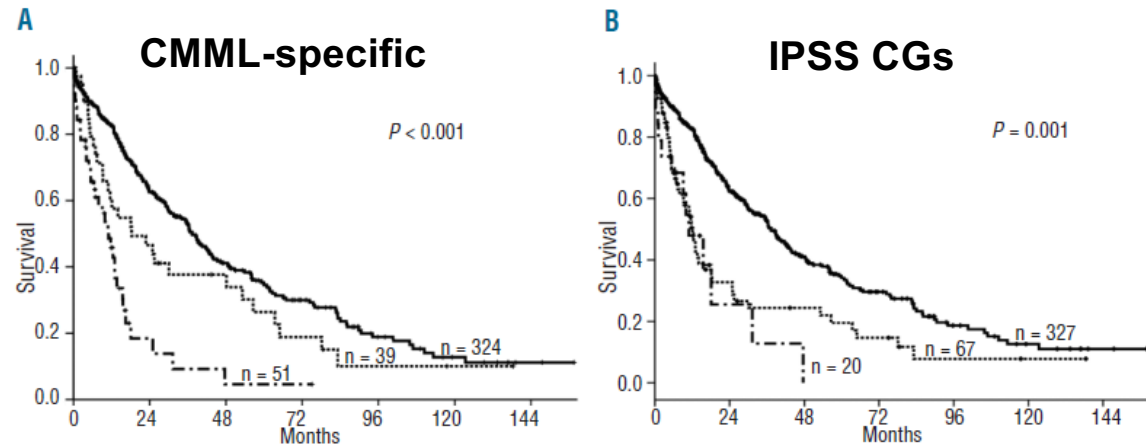 A
CMML-specific
1.0
0.8
0.6
0.4
0.2
0.0
Survival
P < 0.001
n = 324
n = 39
n = 51
0 24 48 72 96 120 144
Months
B
IPSS CGs
1.0
0.8
0.6
0.4
0.2
0.0
Survival
P = 0.001
n = 327
n = 67
n = 20
0 24 48 72 96 120 144
Months